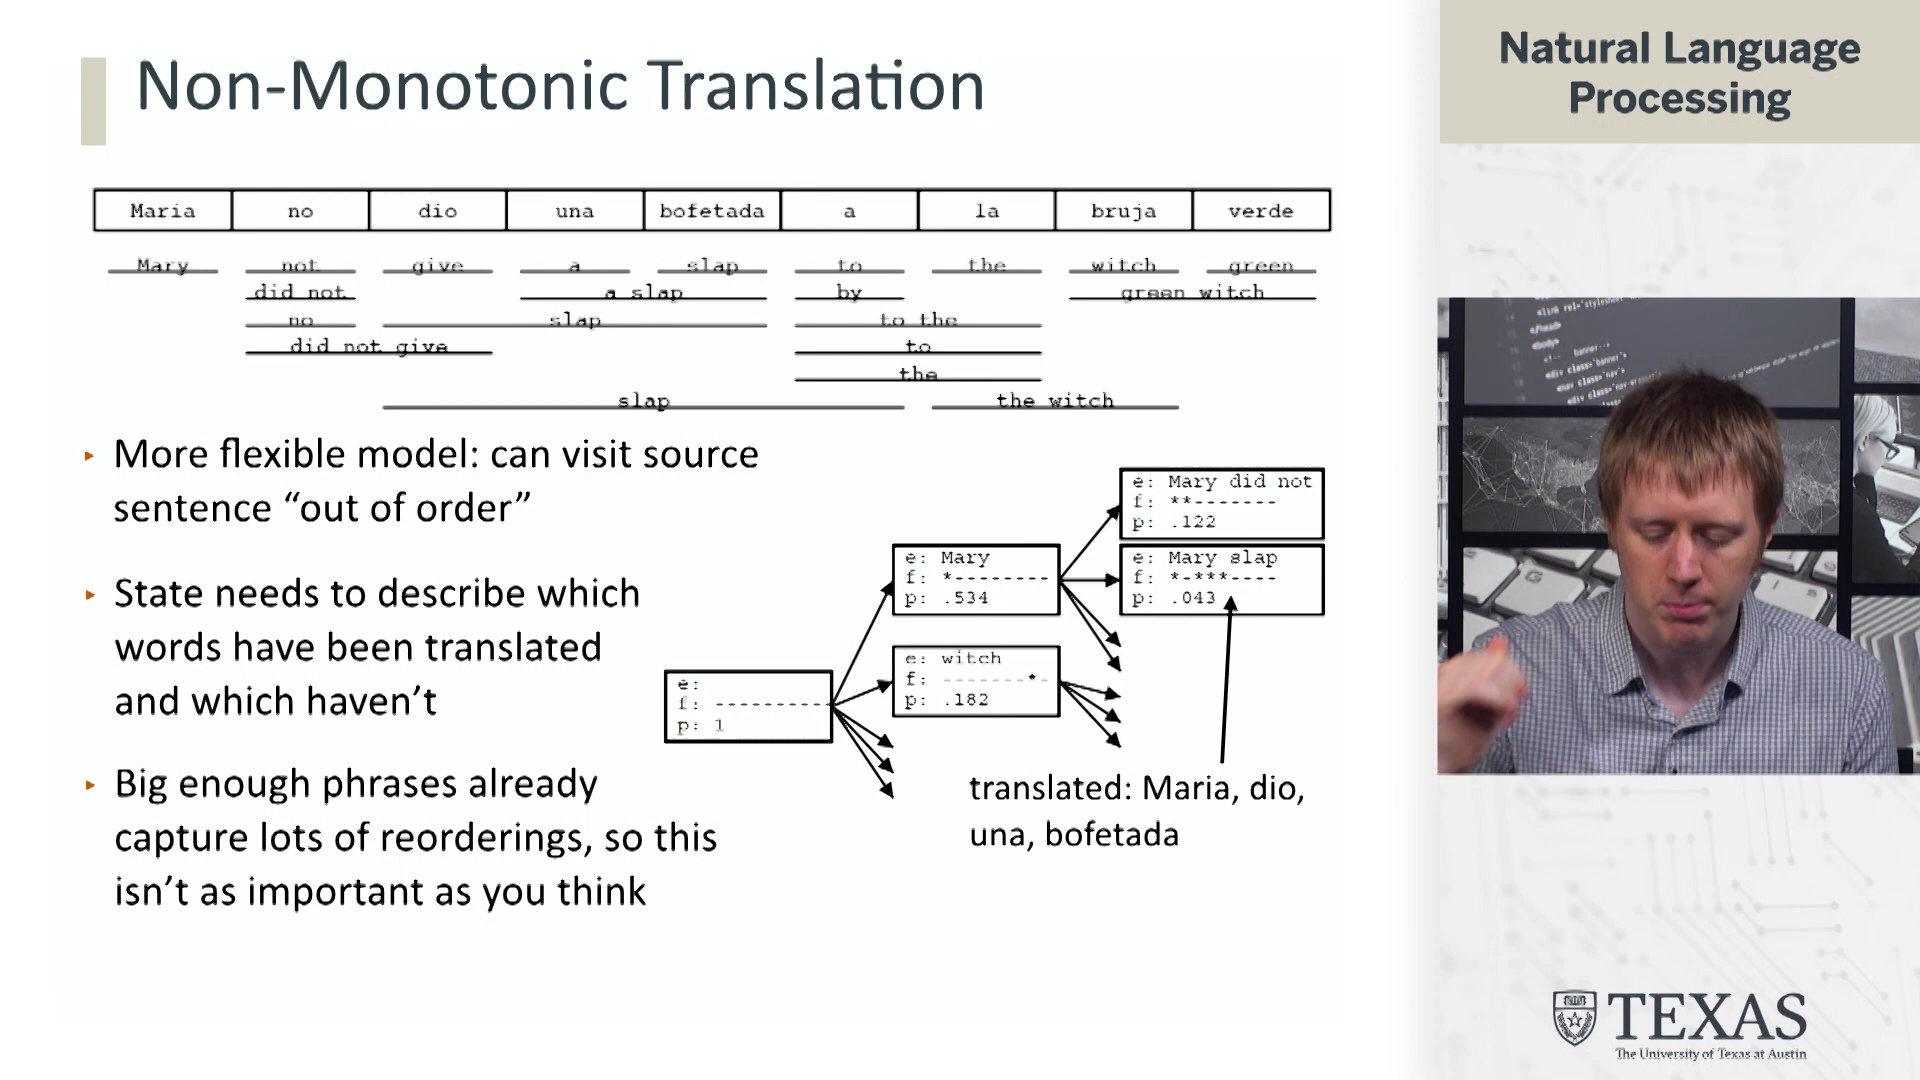 Non-Monotonic Translation
Natural Language
Processing
Maria no dio una bofetada a la bruja verde
Mary not give a slap to the witch green
did not a slap by green witch
no slap to the
did not give to
the
slap the witch
More flexible model: can visit source
sentence “out of order”
State needs to describe which
words have been translated
and which haven’t
Big enough phrases already
capture lots of reorderings, so this
isn’t as important as you think
e:
f: ----------
p: 1
e: Mary
f: *--------
p: .534
e: witch
f: -------*-
p: .182
e: Mary did not
f: **-------
p: .122
e: Mary slap
f: *-***----
p: .043
translated: Maria, dio,
una, bofetada
TEXAS
The University of Texas at Austin